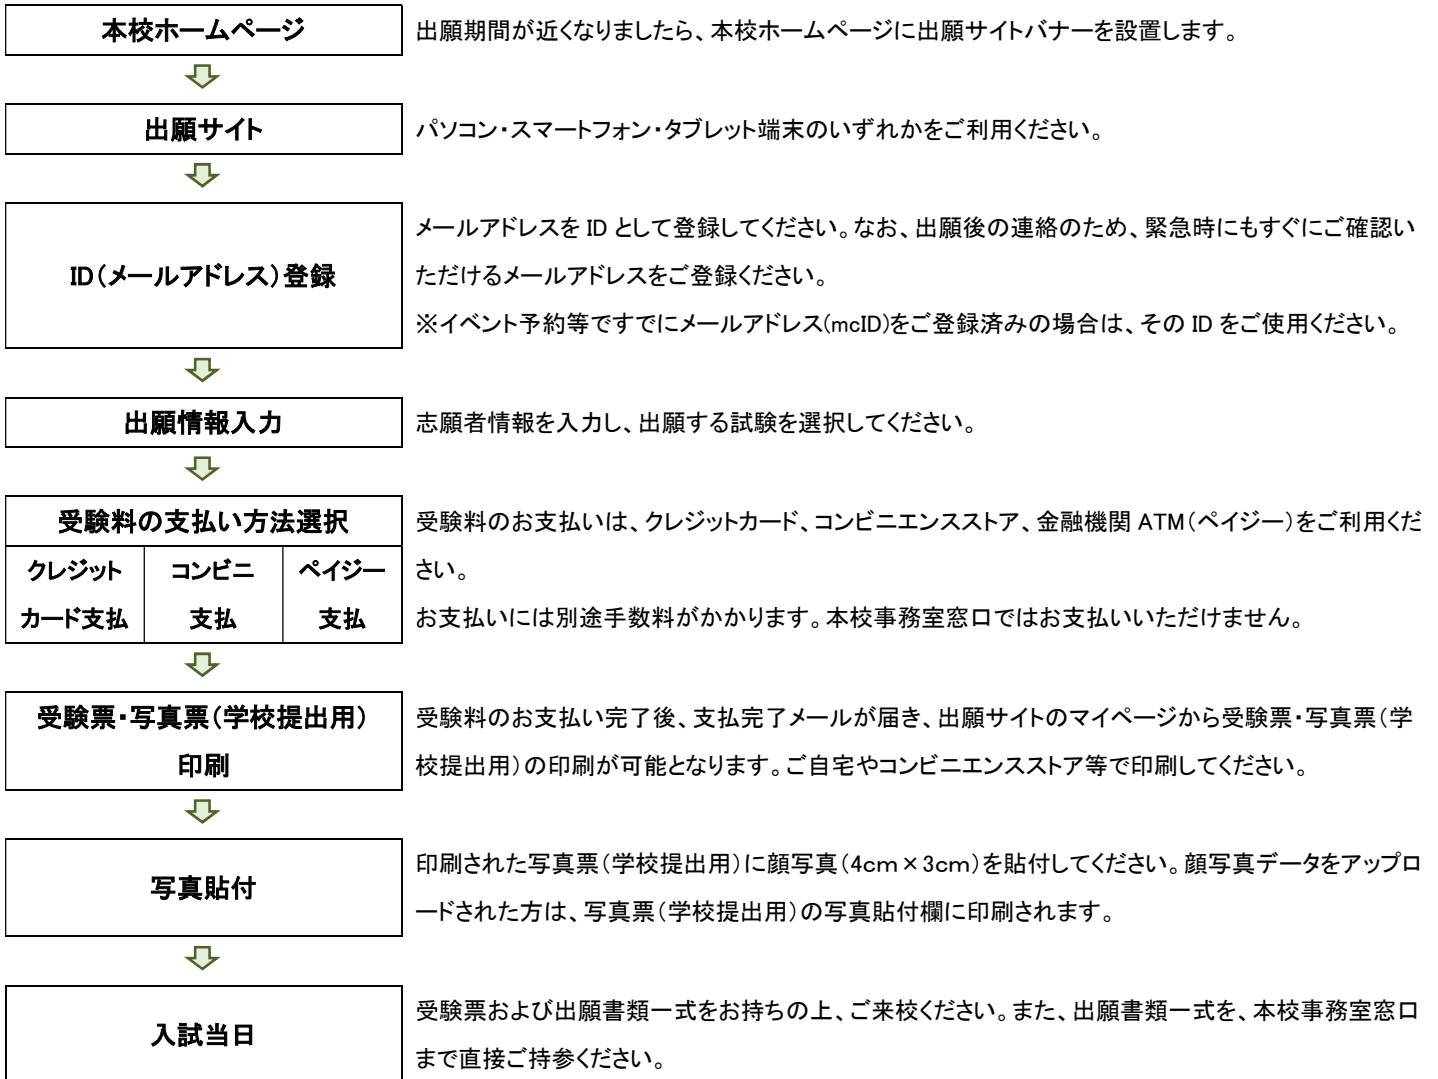 本校ホームページ
出願期間が近くなりましたら、本校ホームページに出願サイトバナーを設置します。
出願サイト
パソコン・スマートフォン・タブレット端末のいずれかをご利用ください。
ID（メールアドレス）登録
メールアドレスを ID として登録してください。なお、出願後の連絡のため、緊急時にもすぐにご確認い
ただけるメールアドレスをご登録ください。
※イベント予約等ですでにメールアドレス(mcID)をご登録済みの場合は、その ID をご使用ください。
出願情報入力
志願者情報を入力し、出願する試験を選択してください。
受験料の支払い方法選択
クレジット
カード支払
コンビニ
支払
ペイジー
支払
受験料のお支払いは、クレジットカード、コンビニエンスストア、金融機関 ATM（ペイジー）をご利用くだ
さい。
お支払いには別途手数料がかかります。本校事務室窓口ではお支払いいただけません。
受験票・写真票（学校提出用）
印刷
受験料のお支払い完了後、支払完了メールが届き、出願サイトのマイページから受験票・写真票（学
校提出用）の印刷が可能となります。ご自宅やコンビニエンスストア等で印刷してください。
写真貼付
印刷された写真票（学校提出用）に顔写真（4cm×3cm）を貼付してください。顔写真データをアップロ
ードされた方は、写真票（学校提出用）の写真貼付欄に印刷されます。
入試当日
受験票および出願書類一式をお持ちの上、ご来校ください。また、出願書類一式を、本校事務室窓口
まで直接ご持参ください。